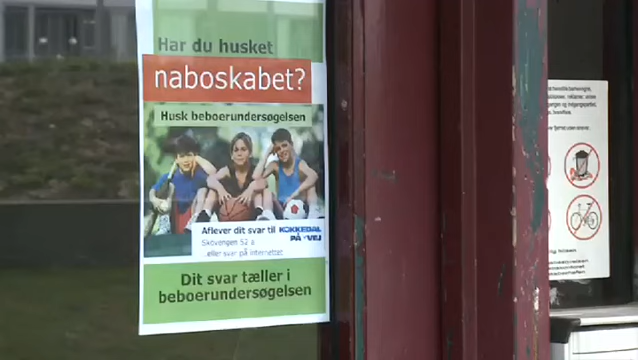 Har du husket
naboskabet?
Husk beboerundersøgelsen
Aflever dit svar til KOKKEDAL
PÅ VEJ
Skovengen 52 a
eller svar på internettet
Dit svar tæller i
beboerundersøgelsen